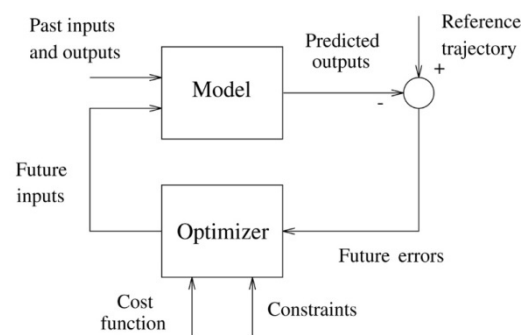 Past inputs
and outputs
Model
Predicted
outputs
Reference
trajectory
+
-
Future
inputs
Optimizer
Future errors
Cost
function
Constraints